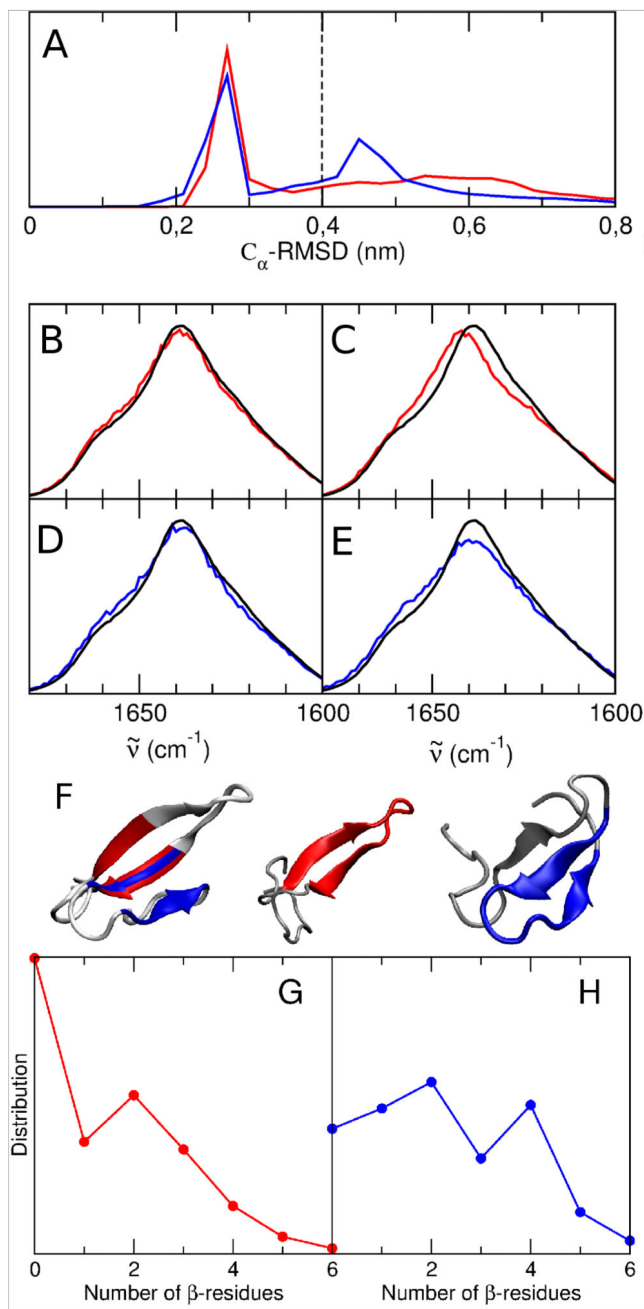 A
0 0,2 0,4 0,6 0,8
Cα-RMSD (nm)
B C
D E
1650 1650 1600
1600
ν̃ (cm⁻¹) ν̃ (cm⁻¹)
F
G H
Distribution
0 2 4 6 2 4 6
Number of β-residues Number of β-residues